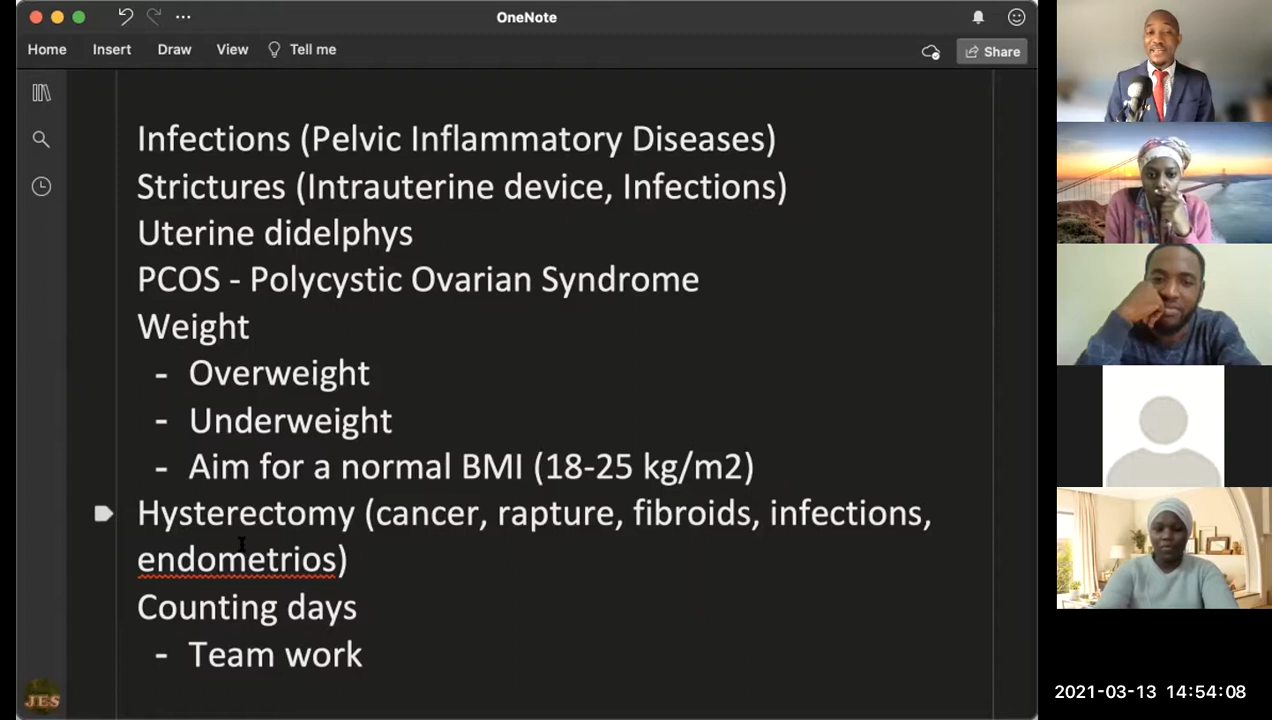 OneNote
Home Insert Draw View Tell me Share
Infections (Pelvic Inflammatory Diseases)
Strictures (Intrauterine device, Infections)
Uterine didelphys
PCOS - Polycystic Ovarian Syndrome
Weight
- Overweight
- Underweight
- Aim for a normal BMI (18-25 kg/m2)
Hysterectomy (cancer, rapture, fibroids, infections,
endometrios)
Counting days
- Team work
JES
2021-03-13 14:54:08